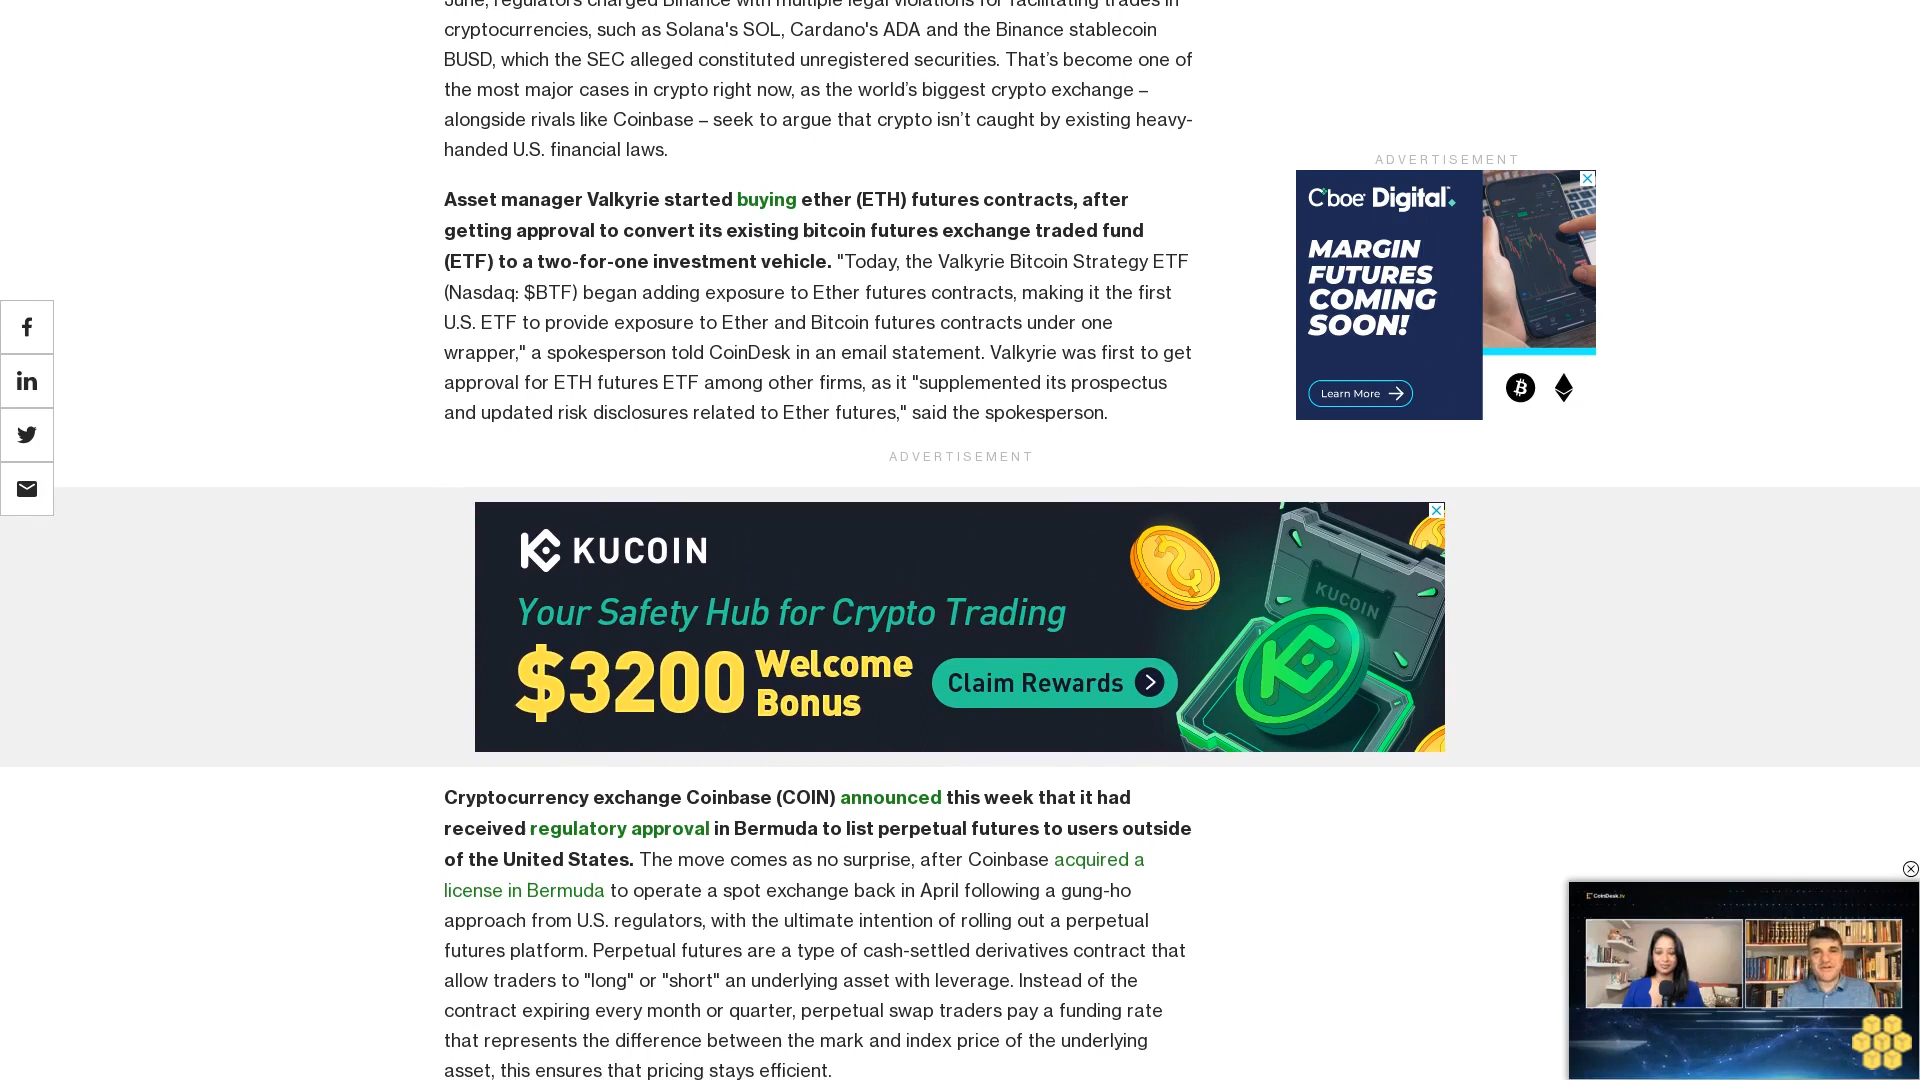 June, regulators charged Binance with multiple legal violations for facilitating trades in
cryptocurrencies, such as Solana's SOL, Cardano's ADA and the Binance stablecoin
BUSD, which the SEC alleged constituted unregistered securities. That’s become one of
the most major cases in crypto right now, as the world’s biggest crypto exchange –
alongside rivals like Coinbase – seek to argue that crypto isn’t caught by existing heavy-
handed U.S. financial laws.
Asset manager Valkyrie started buying ether (ETH) futures contracts, after
getting approval to convert its existing bitcoin futures exchange traded fund
(ETF) to a two-for-one investment vehicle. "Today, the Valkyrie Bitcoin Strategy ETF
(Nasdaq: $BTF) began adding exposure to Ether futures contracts, making it the first
U.S. ETF to provide exposure to Ether and Bitcoin futures contracts under one
wrapper," a spokesperson told CoinDesk in an email statement. Valkyrie was first to get
approval for ETH futures ETF among other firms, as it "supplemented its prospectus
and updated risk disclosures related to Ether futures," said the spokesperson.
ADVERTISEMENT
Cboe Digital
MARGIN
FUTURES
COMING
SOON!
Learn More
ADVERTISEMENT
KUCOIN
Your Safety Hub for Crypto Trading
$3200 Welcome
Bonus
Claim Rewards
KUCOIN
Cryptocurrency exchange Coinbase (COIN) announced this week that it had
received regulatory approval in Bermuda to list perpetual futures to users outside
of the United States. The move comes as no surprise, after Coinbase acquired a
license in Bermuda to operate a spot exchange back in April following a gung-ho
approach from U.S. regulators, with the ultimate intention of rolling out a perpetual
futures platform. Perpetual futures are a type of cash-settled derivatives contract that
allow traders to "long" or "short" an underlying asset with leverage. Instead of the
contract expiring every month or quarter, perpetual swap traders pay a funding rate
that represents the difference between the mark and index price of the underlying
asset, this ensures that pricing stays efficient.
CoinDesk.tv